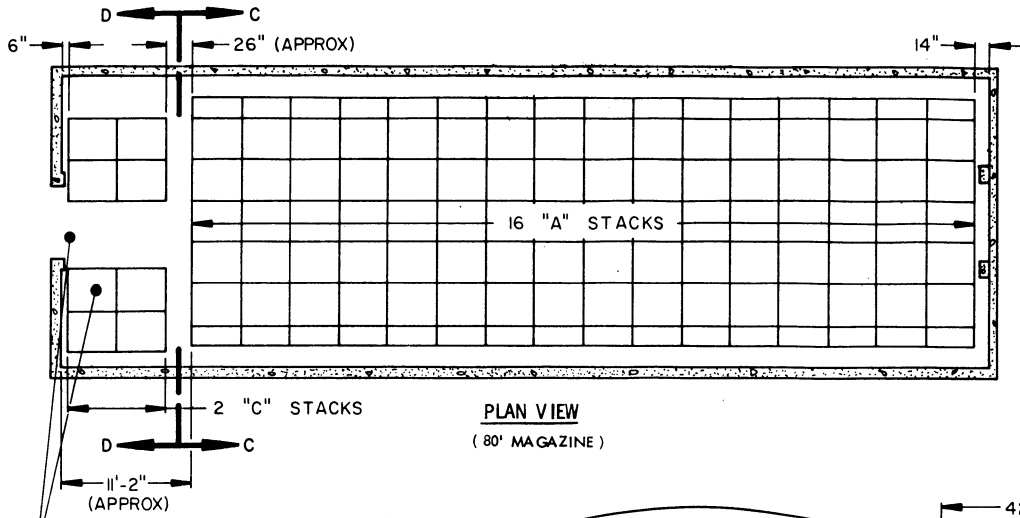 D C
6"
26" (APPROX)
14"
16 "A" STACKS
2 "C" STACKS
PLAN VIEW
(80' MAGAZINE)
D C
11'-2"
(APPROX)